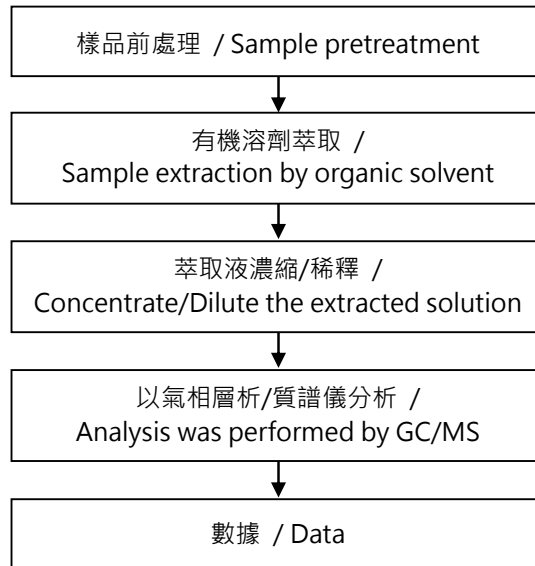 樣品前處理 / Sample pretreatment
有機溶劑萃取 /
Sample extraction by organic solvent
萃取液濃縮/稀釋 /
Concentrate/Dilute the extracted solution
以氣相層析/質譜儀分析 /
Analysis was performed by GC/MS
數據 / Data